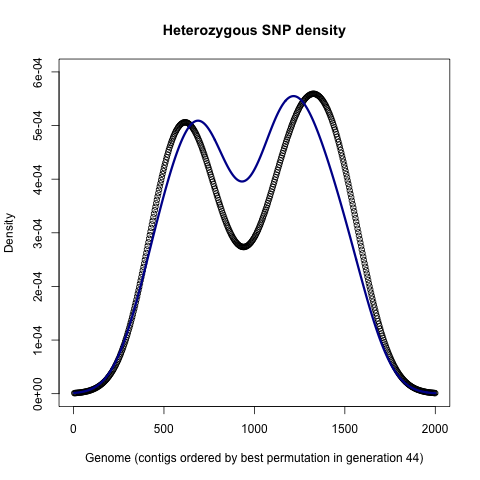 Heterozygous SNP density
6e-04
5e-04
4e-04
3e-04
2e-04
1e-04
0e+00
Density
0 500 1000 1500 2000
Genome (contigs ordered by best permutation in generation 44)